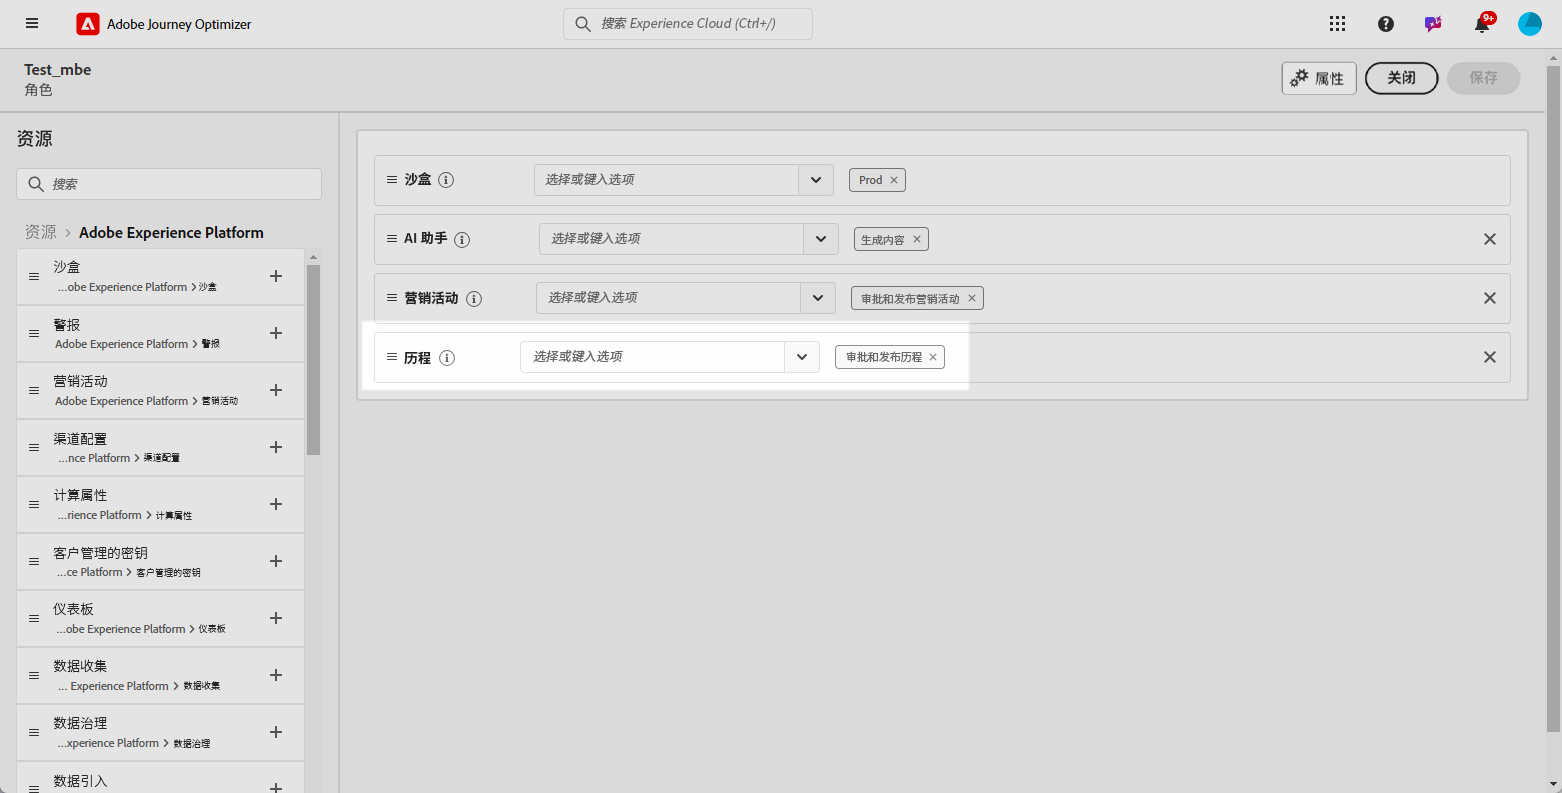 Adobe Journey Optimizer
搜索 Experience Cloud (Ctrl+/)
9+
Test_mbe
角色
属性
关闭
保存
资源
搜索
资源 > Adobe Experience Platform
沙盒
...obe Experience Platform > 沙盒
警报
Adobe Experience Platform > 警报
营销活动
Adobe Experience Platform > 营销活动
渠道配置
...nce Platform > 渠道配置
计算属性
...rience Platform > 计算属性
客户管理的密钥
...ce Platform > 客户管理的密钥
仪表板
...obe Experience Platform > 仪表板
数据收集
... Experience Platform > 数据收集
数据治理
...xperience Platform > 数据治理
数据引入
沙盒 选择或键入选项 Prod
AI 助手 选择或键入选项 生成内容
营销活动 选择或键入选项 审批和发布营销活动
历程 选择或键入选项 审批和发布历程